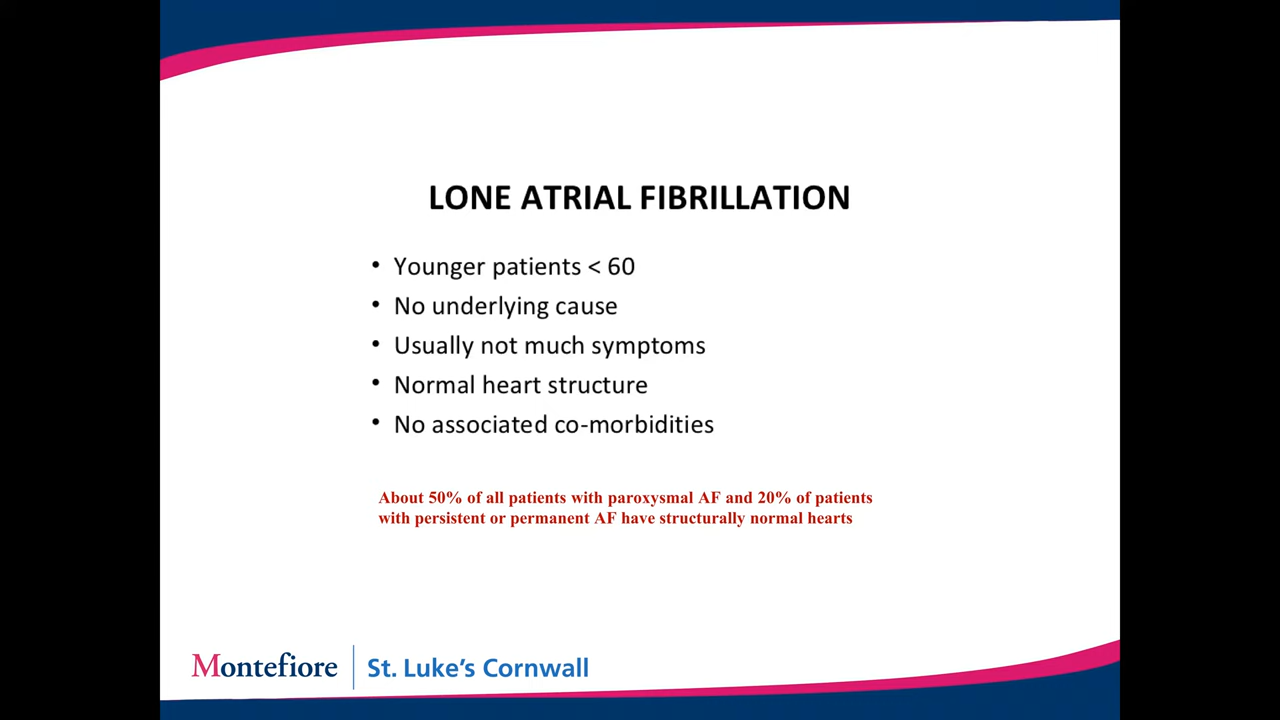 LONE ATRIAL FIBRILLATION
• Younger patients < 60
• No underlying cause
• Usually not much symptoms
• Normal heart structure
• No associated co-morbidities
About 50% of all patients with paroxysmal AF and 20% of patients
with persistent or permanent AF have structurally normal hearts
Montefiore | St. Luke's Cornwall